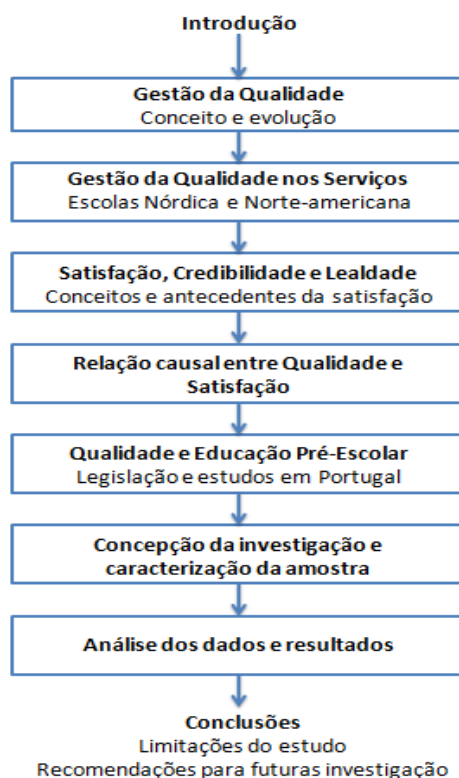 Introdução
Gestão da Qualidade
Conceito e evolução
Gestão da Qualidade nos Serviços
Escolas Nórdica e Norte-americana
Satisfação, Credibilidade e Lealdade
Conceitos e antecedentes da satisfação
Relação causal entre Qualidade e
Satisfação
Qualidade e Educação Pré-Escolar
Legislação e estudos em Portugal
Concepção da investigação e
caracterização da amostra
Análise dos dados e resultados
Conclusões
Limitações do estudo
Recomendações para futuras investigação